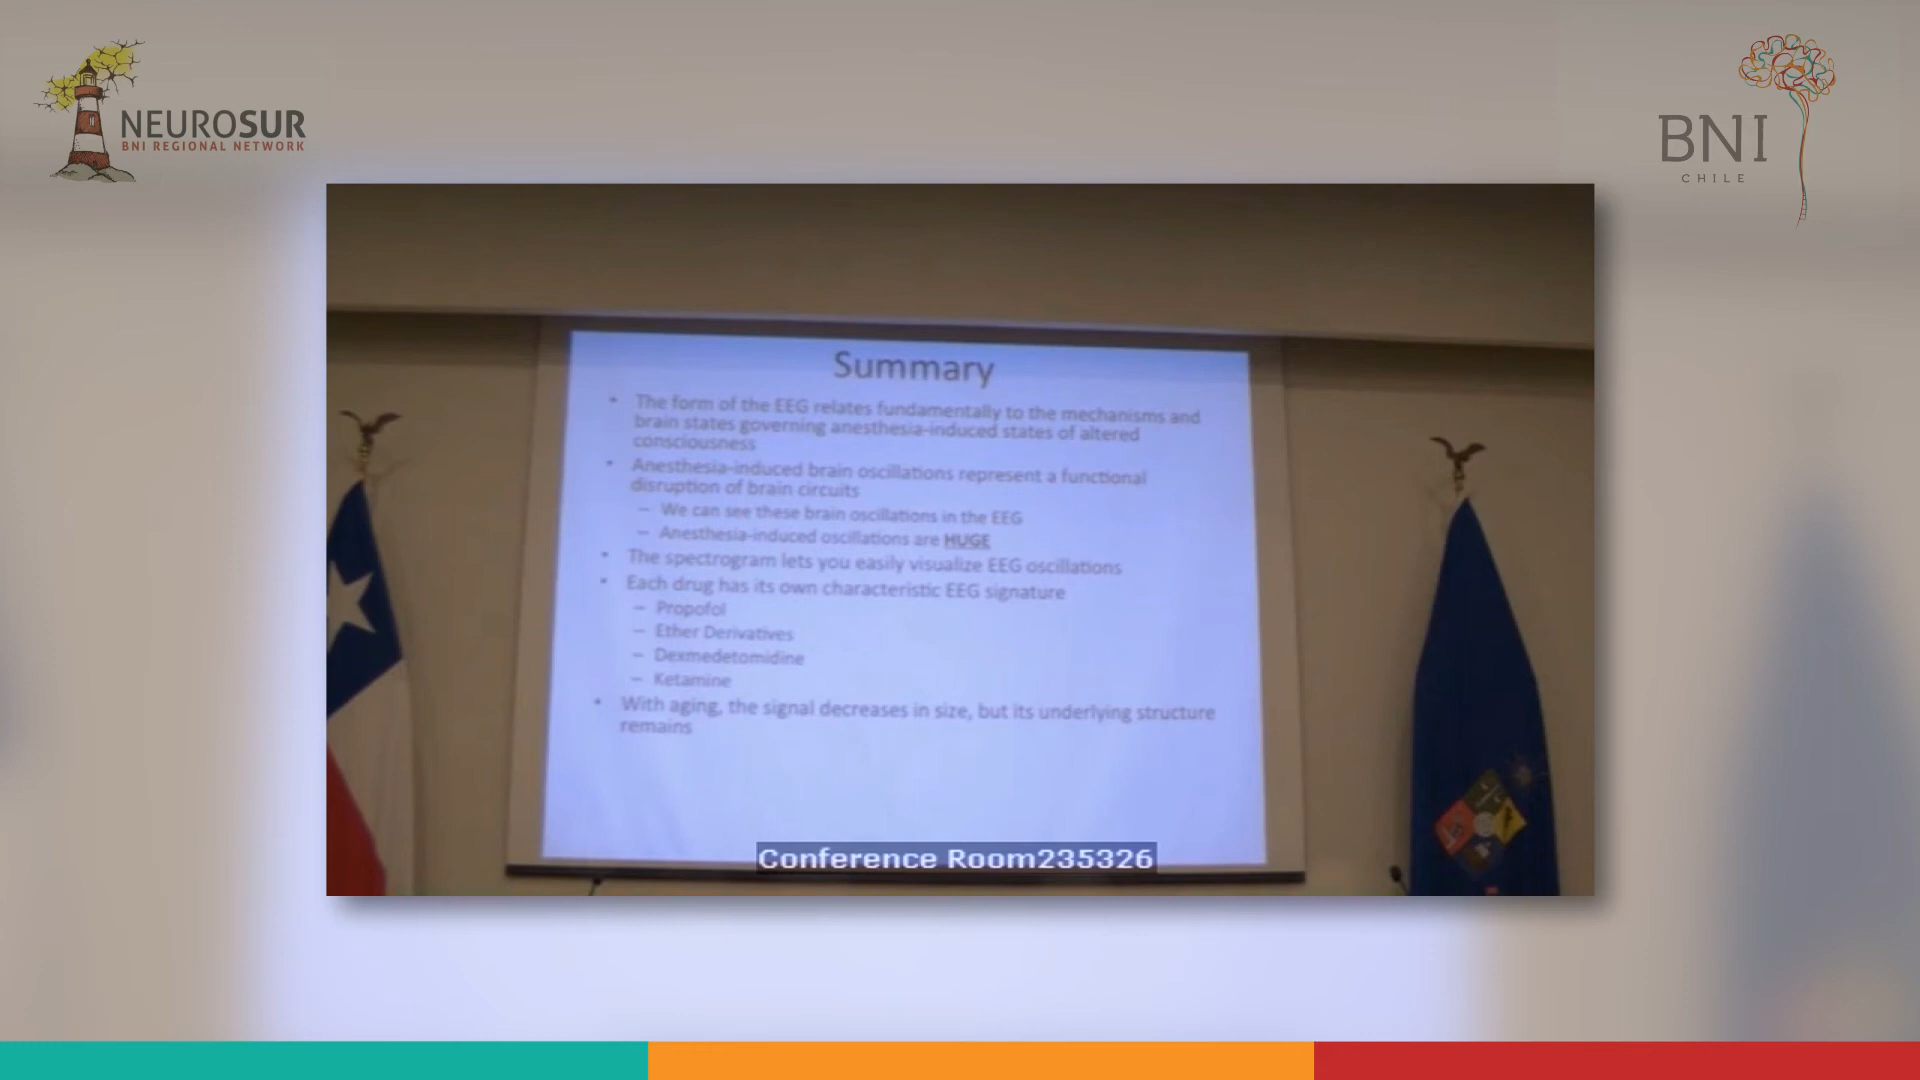 NEUROSUR
BNI REGIONAL NETWORK
BNI
CHILE
Summary
• The form of the EEG relates fundamentally to the mechanisms and
brain states governing anesthesia-induced states of altered
consciousness
• Anesthesia-induced brain oscillations represent a functional
disruption of brain circuits
– We can see these brain oscillations in the EEG
– Anesthesia-induced oscillations are HUGE
• The spectrogram lets you easily visualize EEG oscillations
• Each drug has its own characteristic EEG signature
– Propofol
– Ether Derivatives
– Dexmedetomidine
– Ketamine
• With aging, the signal decreases in size, but its underlying structure
remains
Conference Room235326